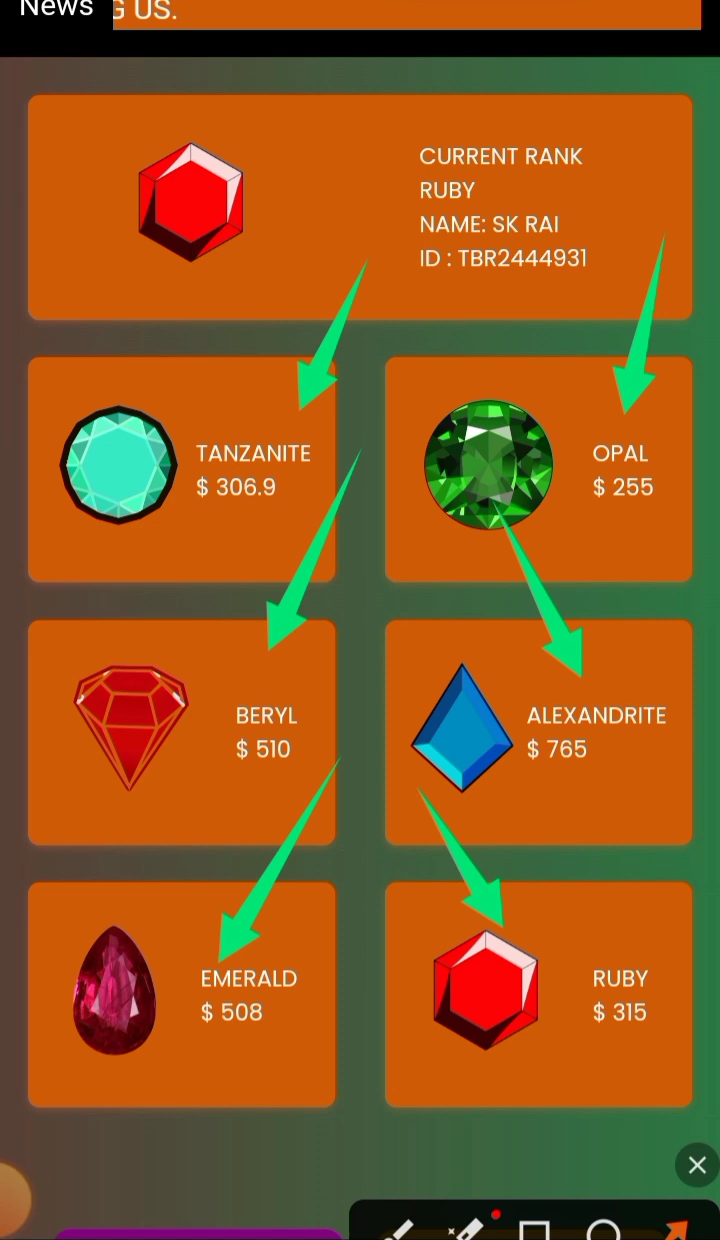 News
G US.
CURRENT RANK
RUBY
NAME: SK RAI
ID : TBR2444931
TANZANITE
$ 306.9
OPAL
$ 255
BERYL
$ 510
ALEXANDRITE
$ 765
EMERALD
$ 508
RUBY
$ 315